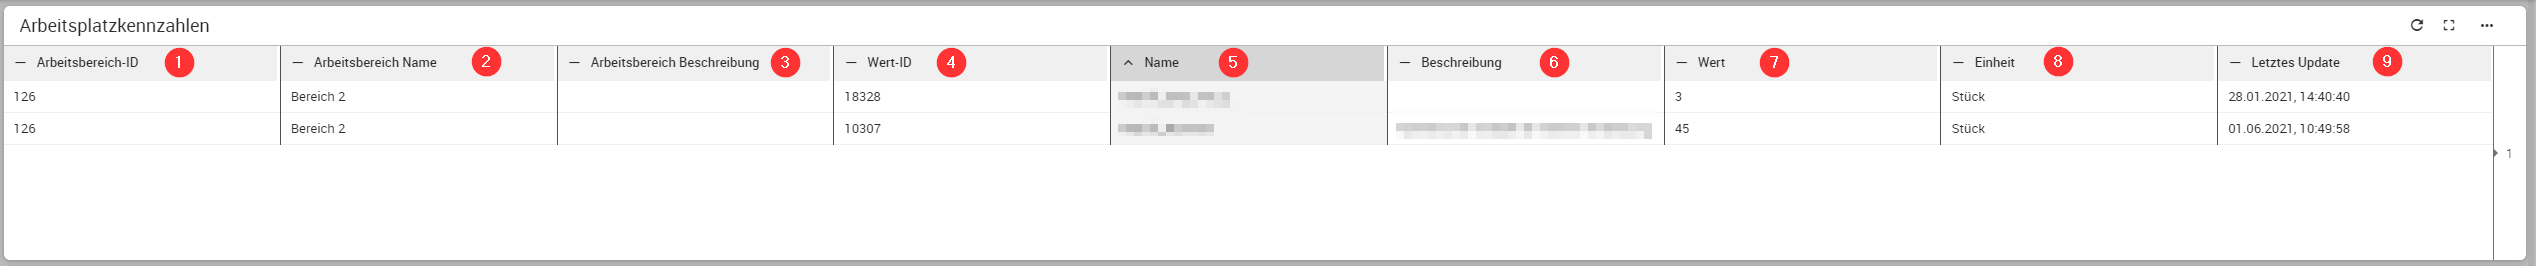 Arbeitsplatzkennzahlen
Arbeitsbereich-ID 1 Arbeitsbereich Name 2 Arbeitsbereich Beschreibung 3 Wert-ID 4 Name 5 Beschreibung 6 Wert 7 Einheit 8 Letztes Update 9
126 Bereich 2 18328 3 Stück 28.01.2021, 14:40:40
126 Bereich 2 10307 45 Stück 01.06.2021, 10:49:58
1